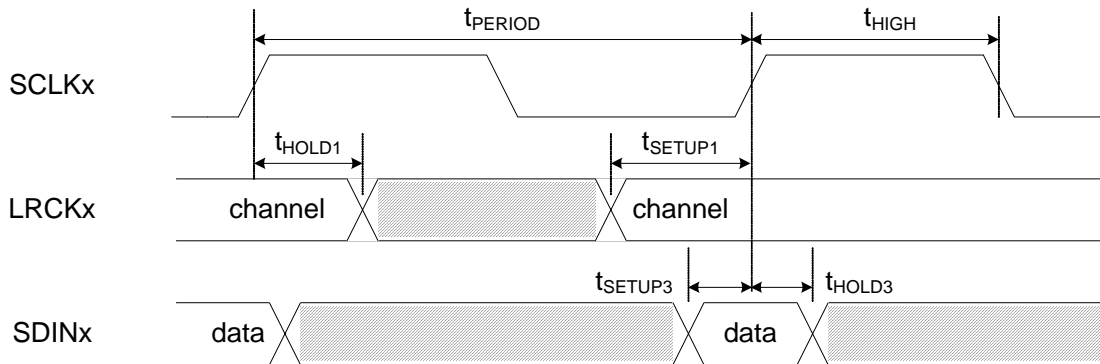 tPERIOD tHIGH
SCLKx
tHOLD1 tSETUP1
LRCKx channel channel
tSETUP3 tHOLD3
SDINx data data